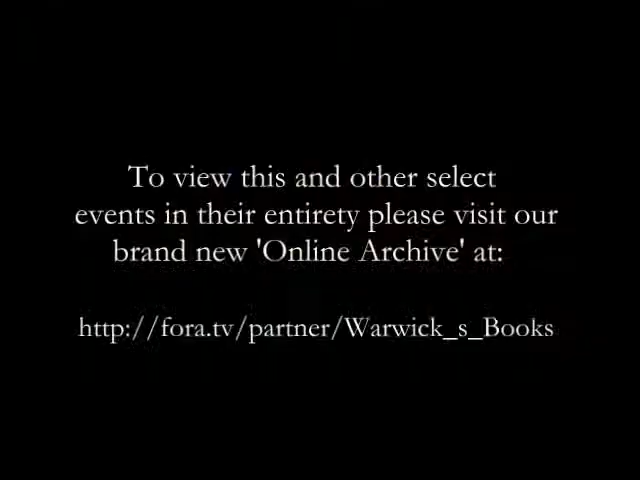 To view this and other select
events in their entirety please visit our
brand new 'Online Archive' at:
http://fora.tv/partner/Warwick_s_Books